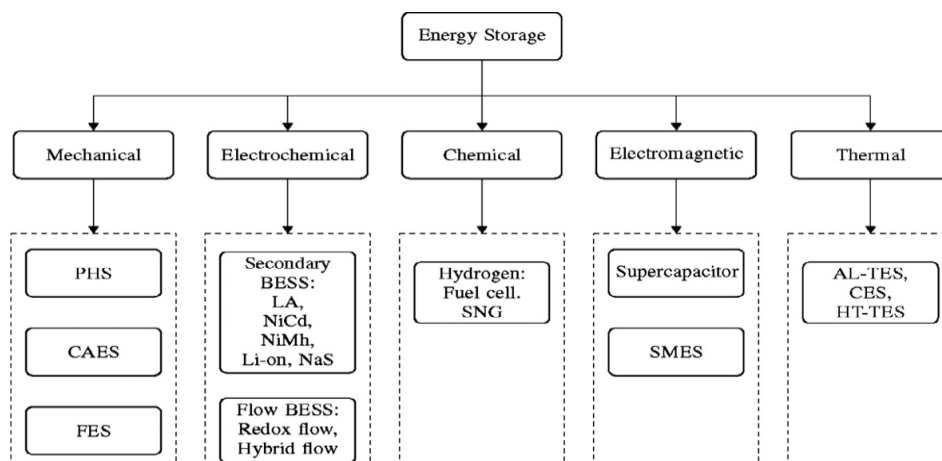 Energy Storage
Mechanical
Electrochemical
Chemical
Electromagnetic
Thermal
PHS
CAES
FES
Secondary
BESS:
LA,
NiCd,
NiMh,
Li-on, NaS
Flow BESS:
Redox flow,
Hybrid flow
Hydrogen:
Fuel cell.
SNG
Supercapacitor
SMES
AL-TES,
CES,
HT-TES